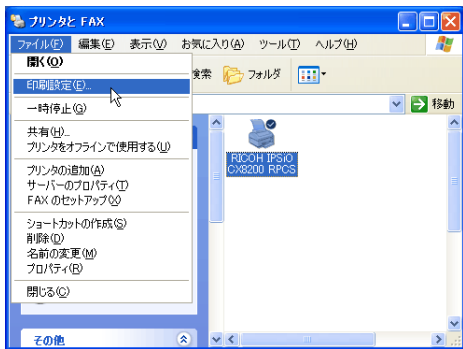 プリンタと FAX
ファイル(F) 編集(E) 表示(V) お気に入り(A) ツール(T) ヘルプ(H)
開く(O)
印刷設定(E)...
一時停止(G)
共有(H)...
プリンタをオフラインで使用する(U)
プリンタの追加(A)
サーバーのプロパティ(T)
FAX のセットアップ(X)
ショートカットの作成(S)
削除(D)
名前の変更(M)
プロパティ(R)
閉じる(C)
検索 フォルダ
移動
RICOH IPSiO
CX8200 RPCS
その他